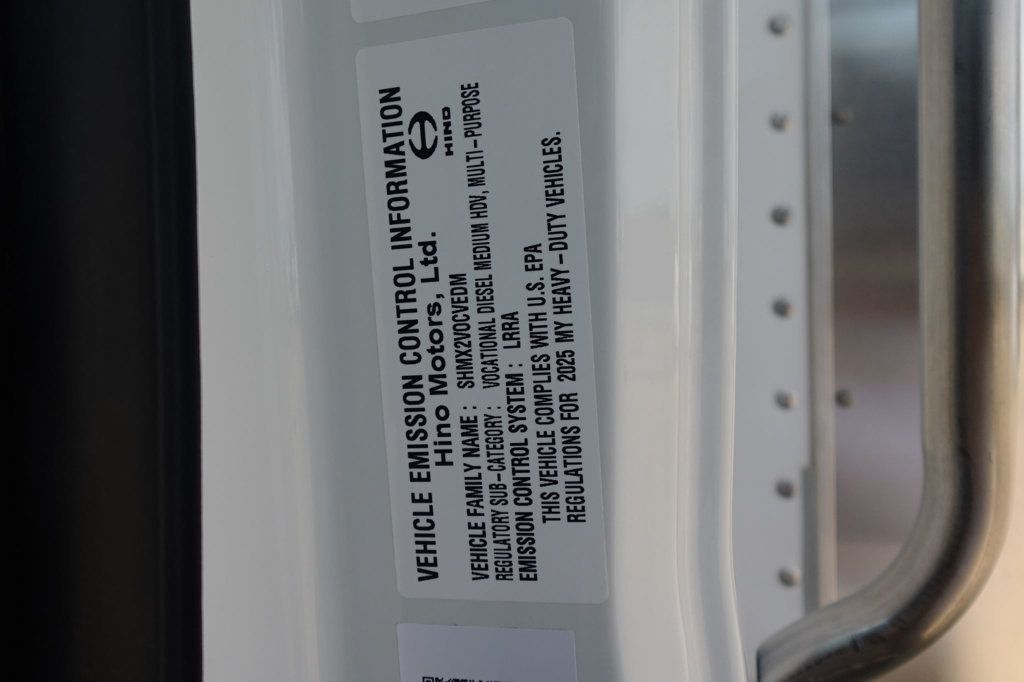 VEHICLE EMISSION CONTROL INFORMATION
Hino Motors, Ltd.
HINO
VEHICLE FAMILY NAME : SHMX2VOCVEDM
REGULATORY SUB-CATEGORY : VOCATIONAL DIESEL MEDIUM HDV, MULTI-PURPOSE
EMISSION CONTROL SYSTEM : LRRA
THIS VEHICLE COMPLIES WITH U.S. EPA
REGULATIONS FOR 2025 MY HEAVY-DUTY VEHICLES.